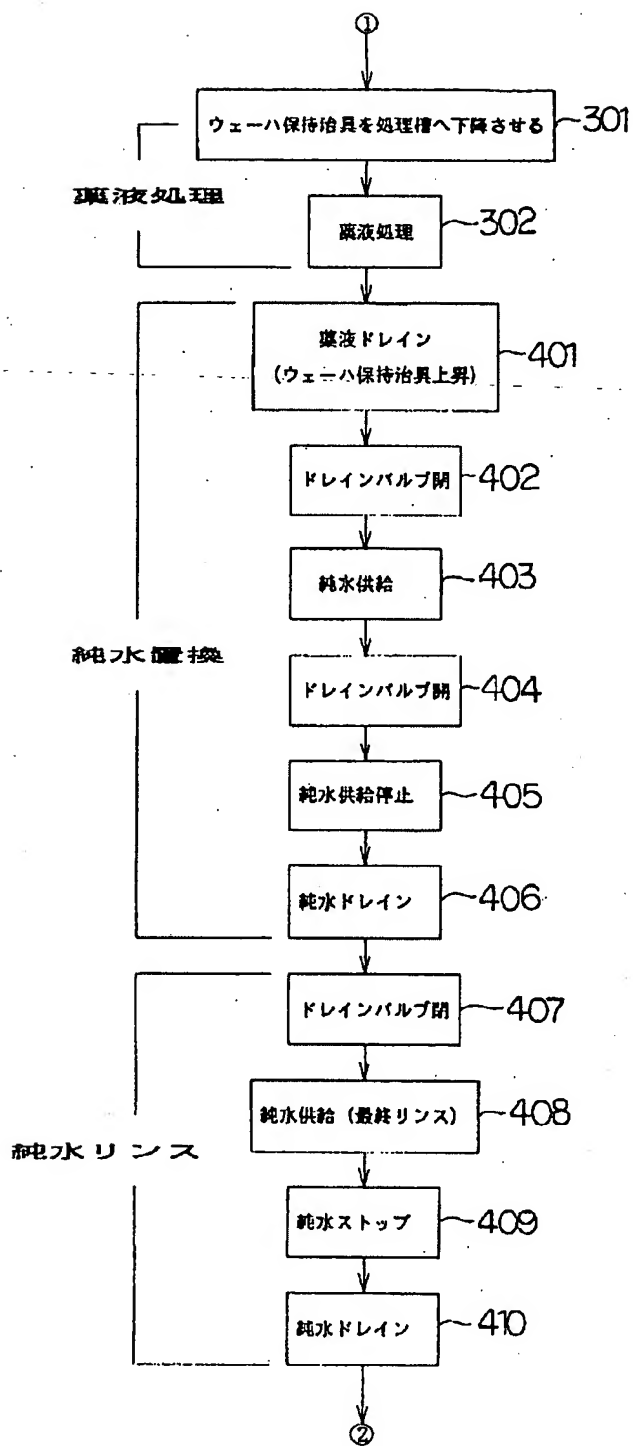 ①
ウェーハ保持治具を処理槽へ下降させる 301
薬液処理
薬液処理 302
薬液ドレイン
(ウェーハ保持治具上昇) 401
ドレインバルブ閉 402
純水供給 403
純水置換
ドレインバルブ開 404
純水供給停止 405
純水ドレイン 406
ドレインバルブ閉 407
純水供給(最終リンス) 408
純水リンス
純水ストップ 409
純水ドレイン 410
②